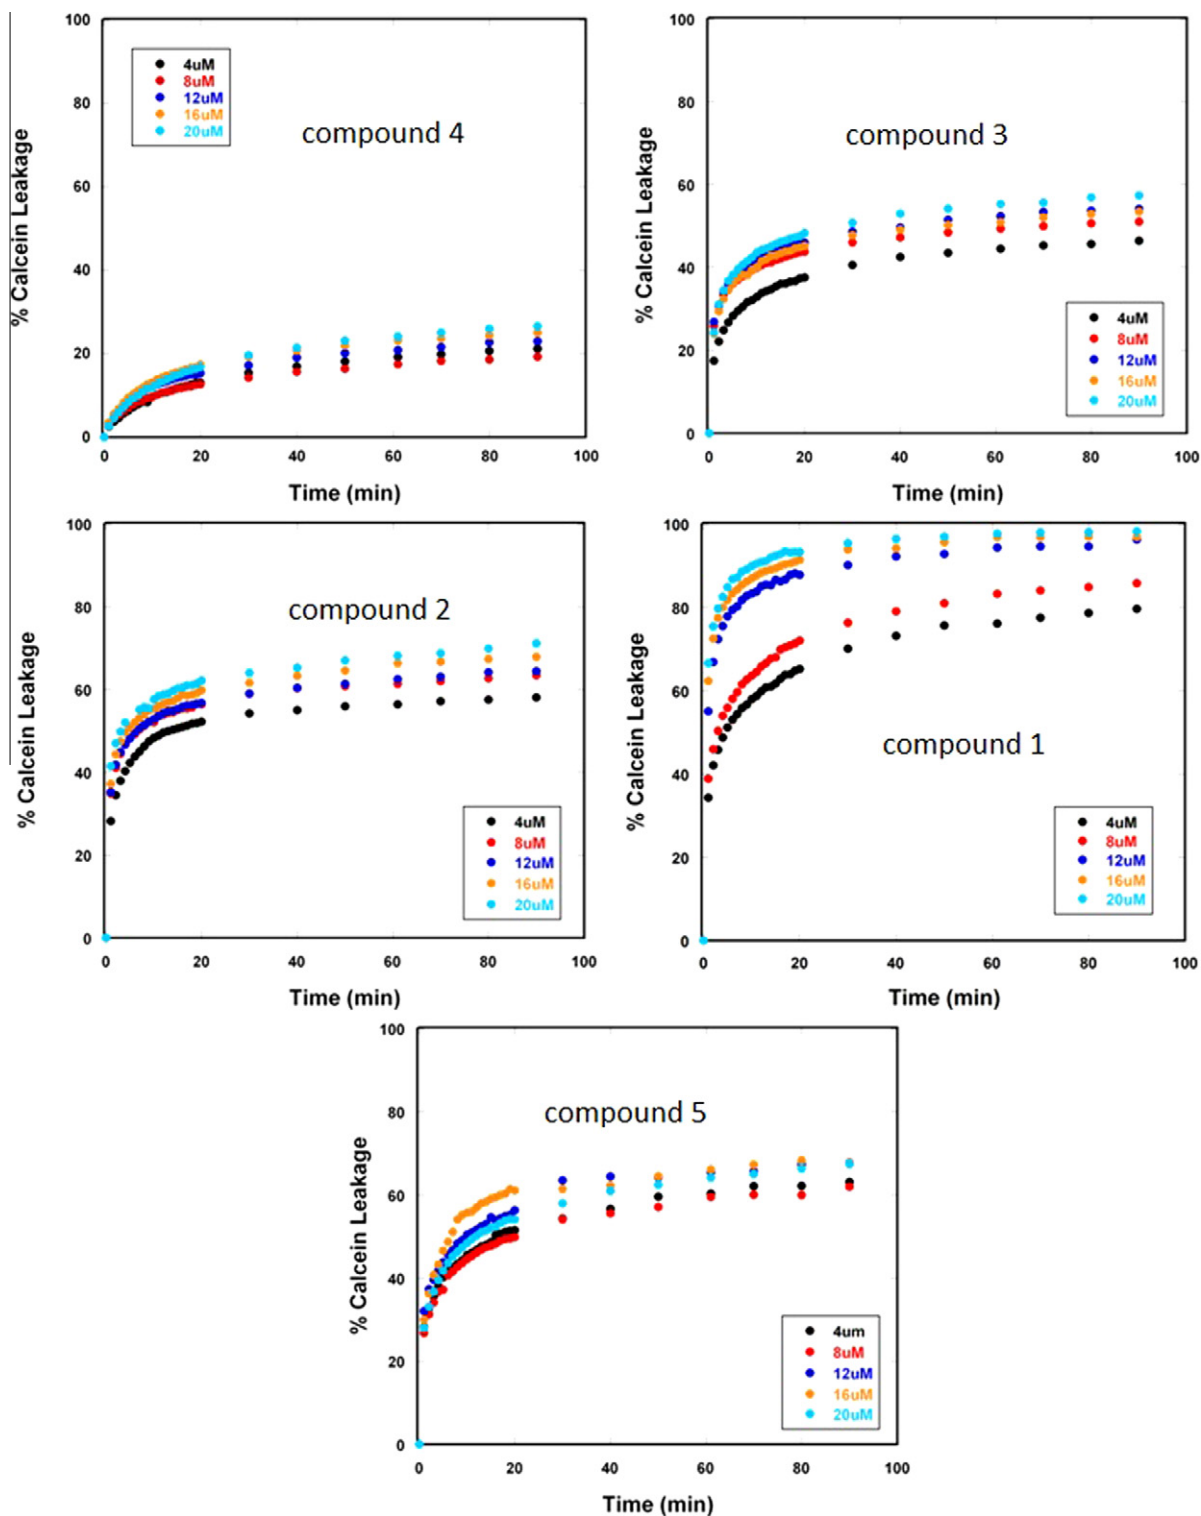 100
80
60
40
20
0
% Calcein Leakage
4uM
8uM
12uM
16uM
20uM
compound 4
0 20 40 60 80 100
Time (min)
100
80
60
40
20
0
% Calcein Leakage
compound 3
4uM
8uM
12uM
16uM
20uM
0 20 40 60 80 100
Time (min)
100
80
60
40
20
0
% Calcein Leakage
compound 2
4uM
8uM
12uM
16uM
20uM
0 20 40 60 80 100
Time (min)
100
80
60
40
20
0
% Calcein Leakage
compound 1
4uM
8uM
12uM
16uM
20uM
0 20 40 60 80 100
Time (min)
100
80
60
40
20
0
% Calcein Leakage
compound 5
4um
8uM
12uM
16uM
20uM
0 20 40 60 80 100
Time (min)